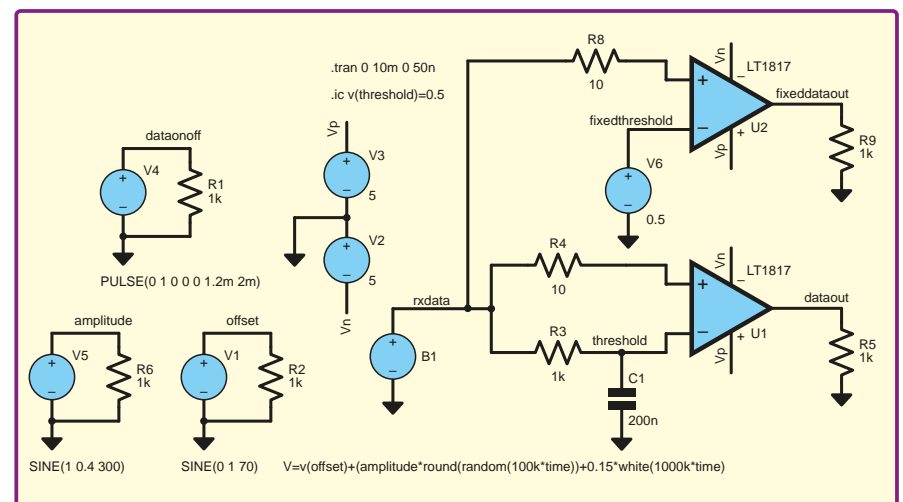 .tran 0 10m 0 50n
.ic v(threshold)=0.5
dataonoff
V4
+
–
R1
1k
PULSE(0 1 0 0 0 1.2m 2m)
Vp
V3
+
–
5
V2
+
–
5
Vn
amplitude
V5
+
–
R6
1k
SINE(1 0.4 300)
offset
V1
+
–
R2
1k
SINE(0 1 70)
R8
10
Vn
LT1817
–
+
–
+
U2
Vp
fixeddataout
R9
1k
fixedthreshold
V6
+
–
0.5
rxdata
B1
+
–
R4
10
R3
1k
threshold
C1
200n
Vn
LT1817
–
+
–
+
U1
Vp
dataout
R5
1k
V=v(offset)+(amplitude*round(random(100k*time))+0.15*white(1000k*time)